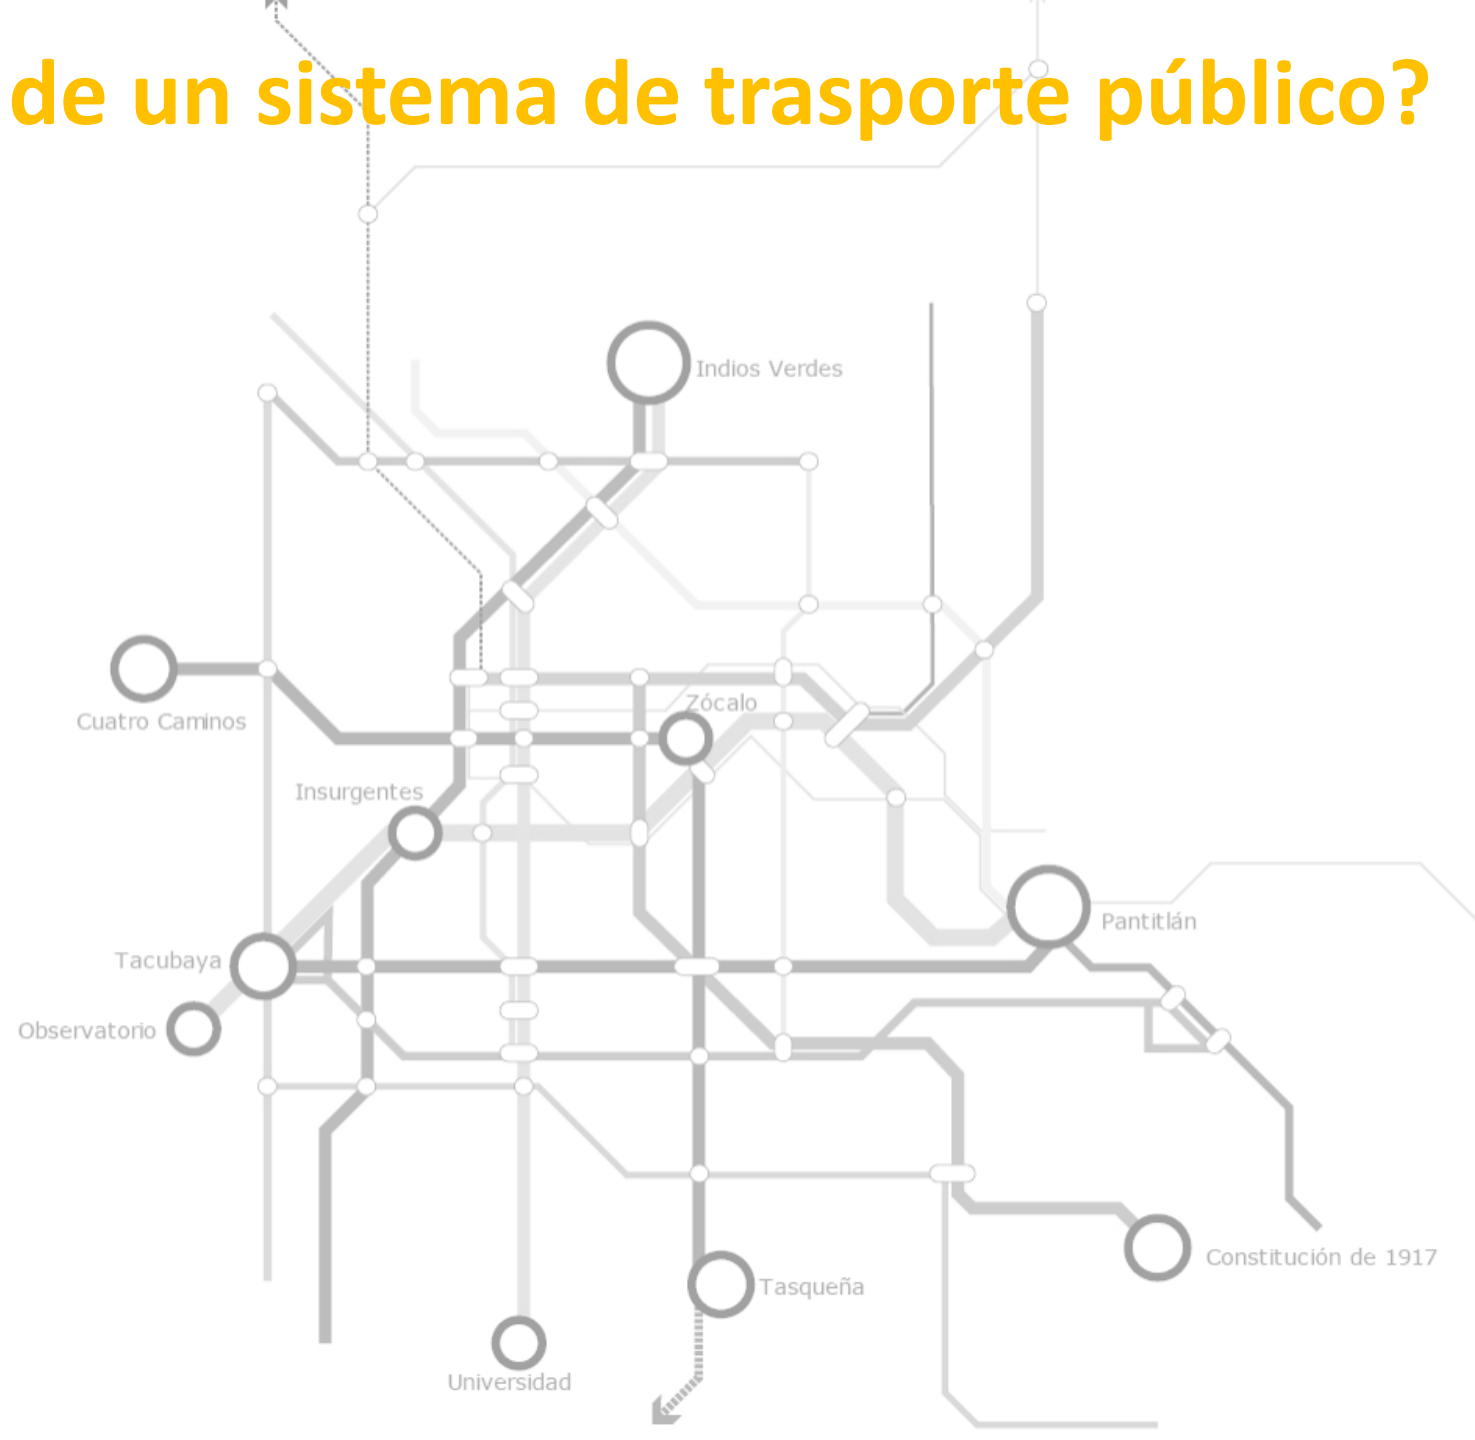 de un sistema de trasporte público?
Indios Verdes
Zócalo
Cuatro Caminos
Insurgentes
Pantitlán
Tacubaya
Observatorio
Constitución de 1917
Tasqueña
Universidad